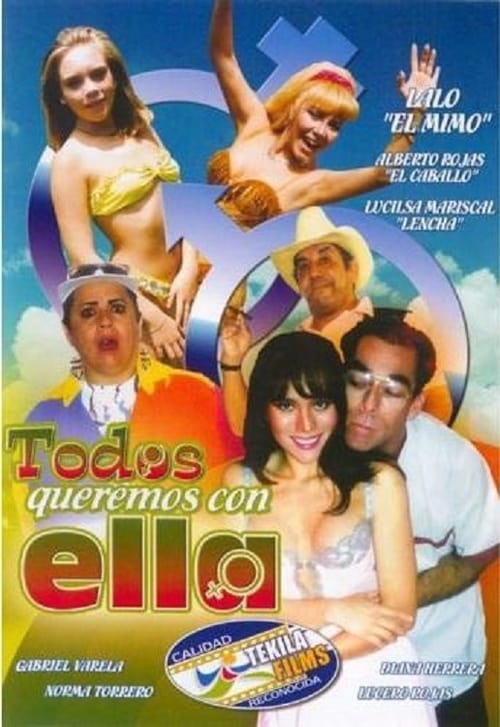 LALO
"EL MIMO"
ALBERTO ROJAS
"EL CABALLO"
LUCILSA MARISCAL
"LENCHA"
Todos
queremos con
ella
CALIDAD
TEKILA
FILMS
RECONOCIDA
GABRIEL VARELA
DIANA HERRERA
NORMA TORRERO
LUCERO ROJAS